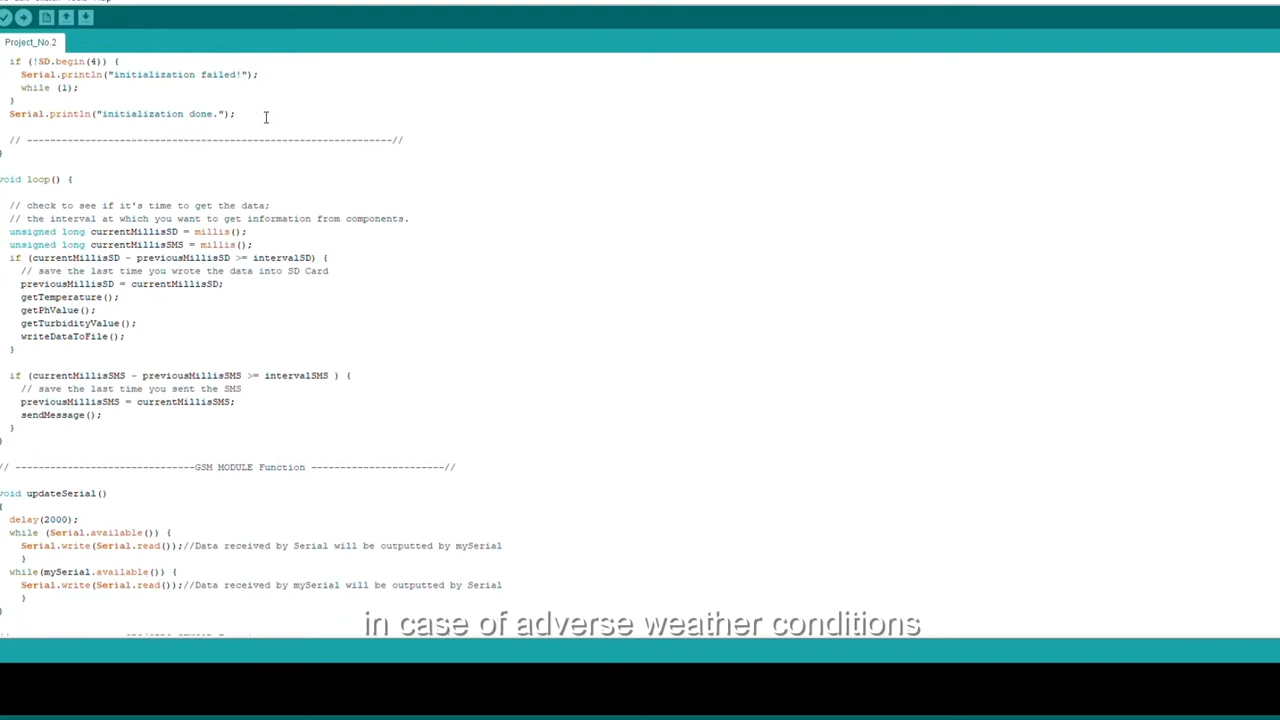 Project_No.2
if (!SD.begin(4)) {
Serial.println("initialization failed!");
while (1);
}
Serial.println("initialization done.");
// ---------------------------------------------------------------//
}
void loop() {
// check to see if it's time to get the data;
// the interval at which you want to get information from components.
unsigned long currentMillisSD = millis();
unsigned long currentMillisSMS = millis();
if (currentMillisSD - previousMillisSD >= intervalSD) {
// save the last time you wrote the data into SD Card
previousMillisSD = currentMillisSD;
getTemperature();
getPhValue();
getTurbidityValue();
writeDataToFile();
}
if (currentMillisSMS - previousMillisSMS >= intervalSMS ) {
// save the last time you sent the SMS
previousMillisSMS = currentMillisSMS;
sendMessage();
}
}
// -------------------------------GSM MODULE Function -----------------------//
void updateSerial()
{
delay(2000);
while (Serial.available()) {
Serial.write(Serial.read());//Data received by Serial will be outputted by mySerial
}
while(mySerial.available()) {
Serial.write(Serial.read());//Data received by mySerial will be outputted by Serial
}
}
in case of adverse weather conditions